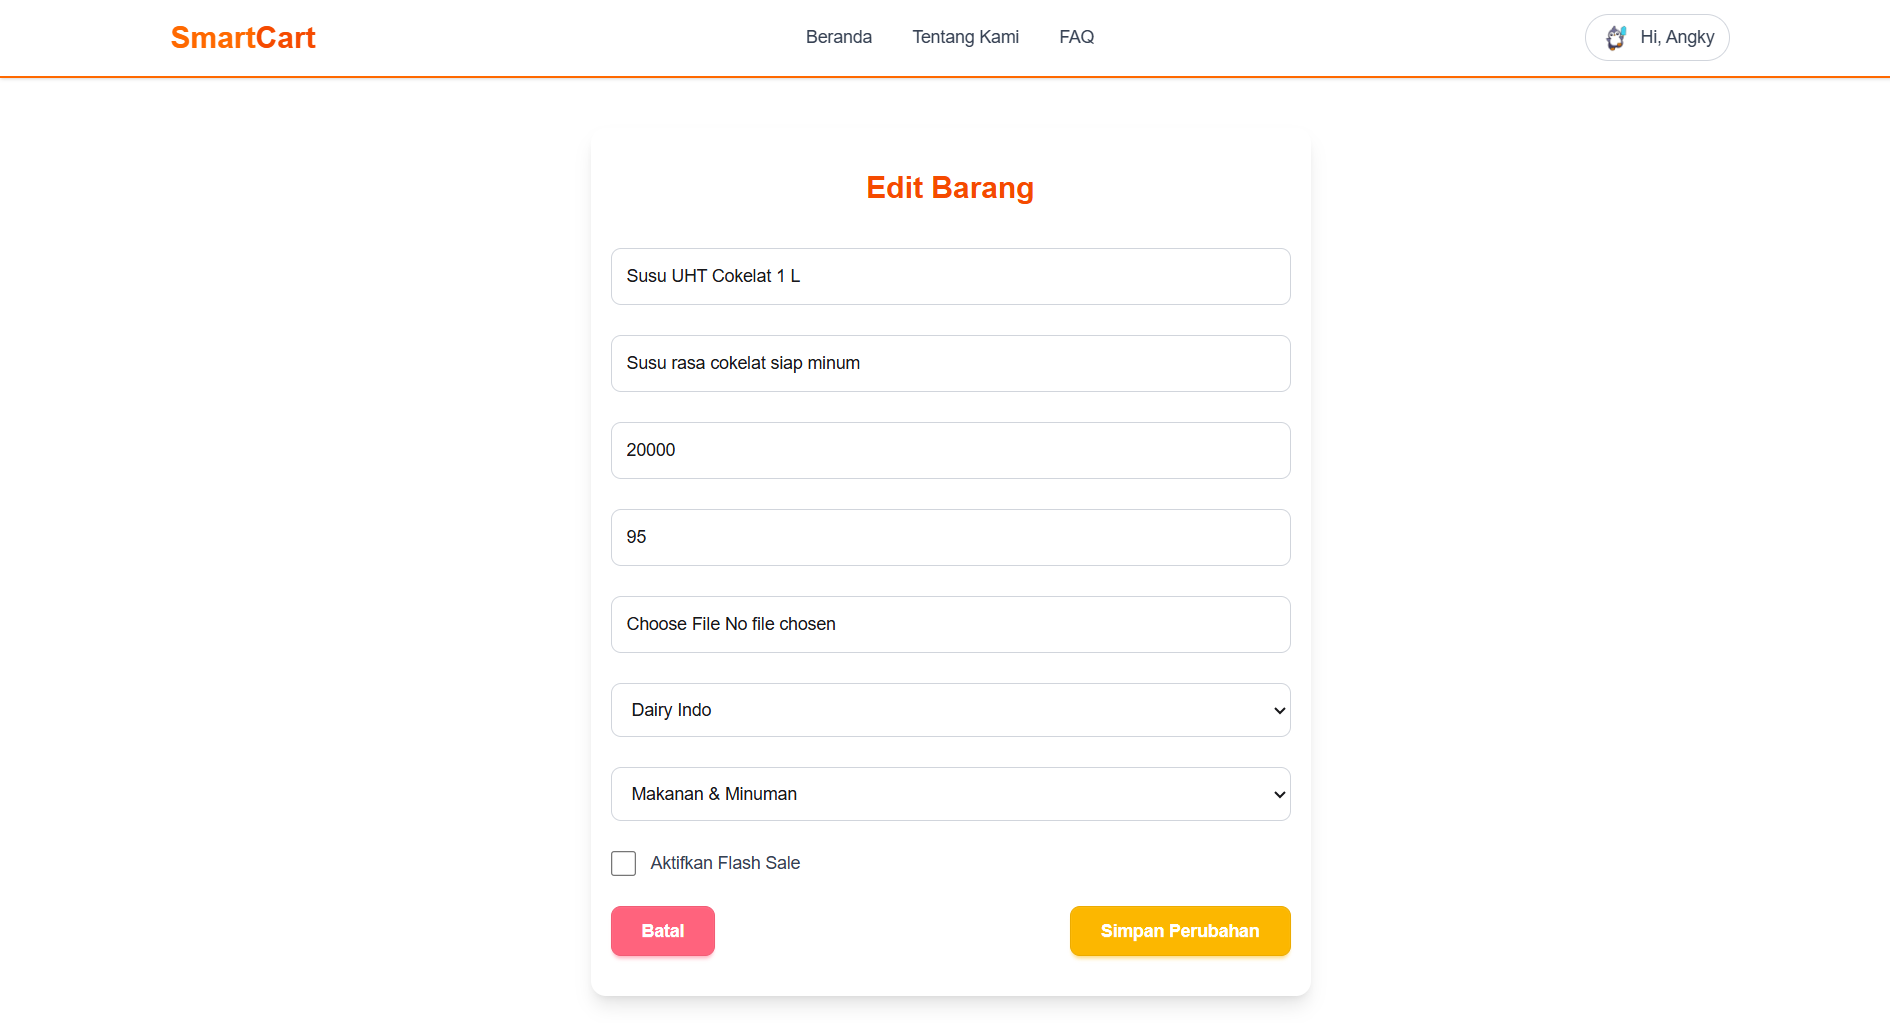 SmartCart
Beranda
Tentang Kami
FAQ
Hi, Angky
Edit Barang
Susu UHT Cokelat 1 L
Susu rasa cokelat siap minum
20000
95
Choose File No file chosen
Dairy Indo
Makanan & Minuman
Aktifkan Flash Sale
Batal
Simpan Perubahan